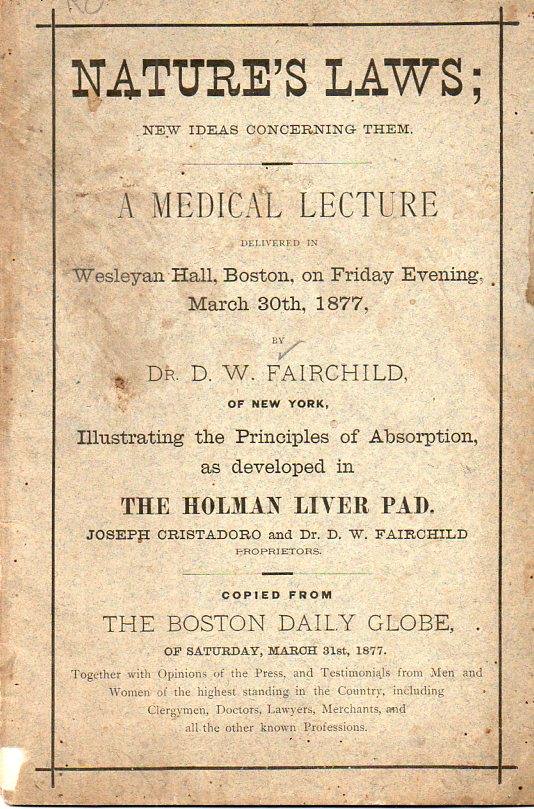 NATURE'S LAWS;
NEW IDEAS CONCERNING THEM.
A MEDICAL LECTURE
DELIVERED IN
Wesleyan Hall, Boston, on Friday Evening,
March 30th, 1877,
BY
DR. D. W. FAIRCHILD,
OF NEW YORK,
Illustrating the Principles of Absorption,
as developed in
THE HOLMAN LIVER PAD.
JOSEPH CRISTADORO and Dr. D. W. FAIRCHILD
PROPRIETORS.
COPIED FROM
THE BOSTON DAILY GLOBE,
OF SATURDAY, MARCH 31st, 1877.
Together with Opinions of the Press, and Testimonials from Men and
Women of the highest standing in the Country, including
Clergymen, Doctors, Lawyers, Merchants, and
all the other known Professions.